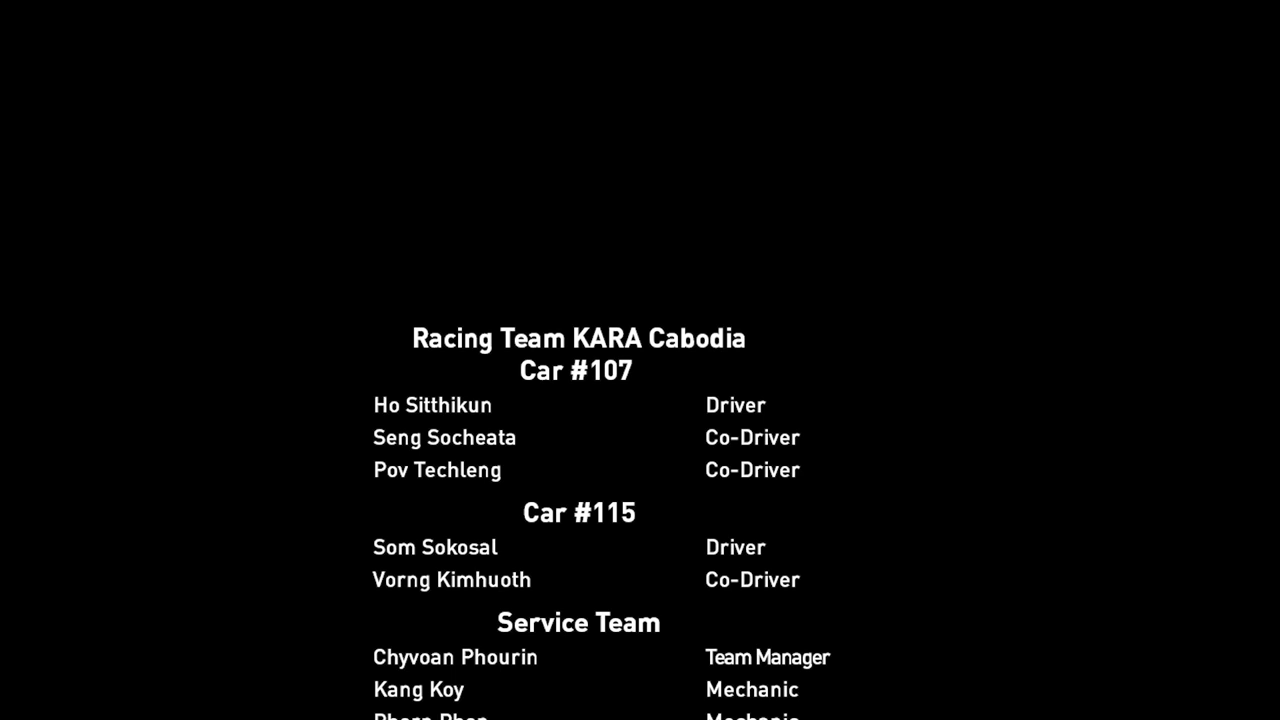 Racing Team KARA Cabodia
Car #107
Ho Sitthikun Driver
Seng Socheata Co-Driver
Pov Techleng Co-Driver
Car #115
Som Sokosal Driver
Vorng Kimhuoth Co-Driver
Service Team
Chyvoan Phourin Team Manager
Kang Koy Mechanic
Mechanic